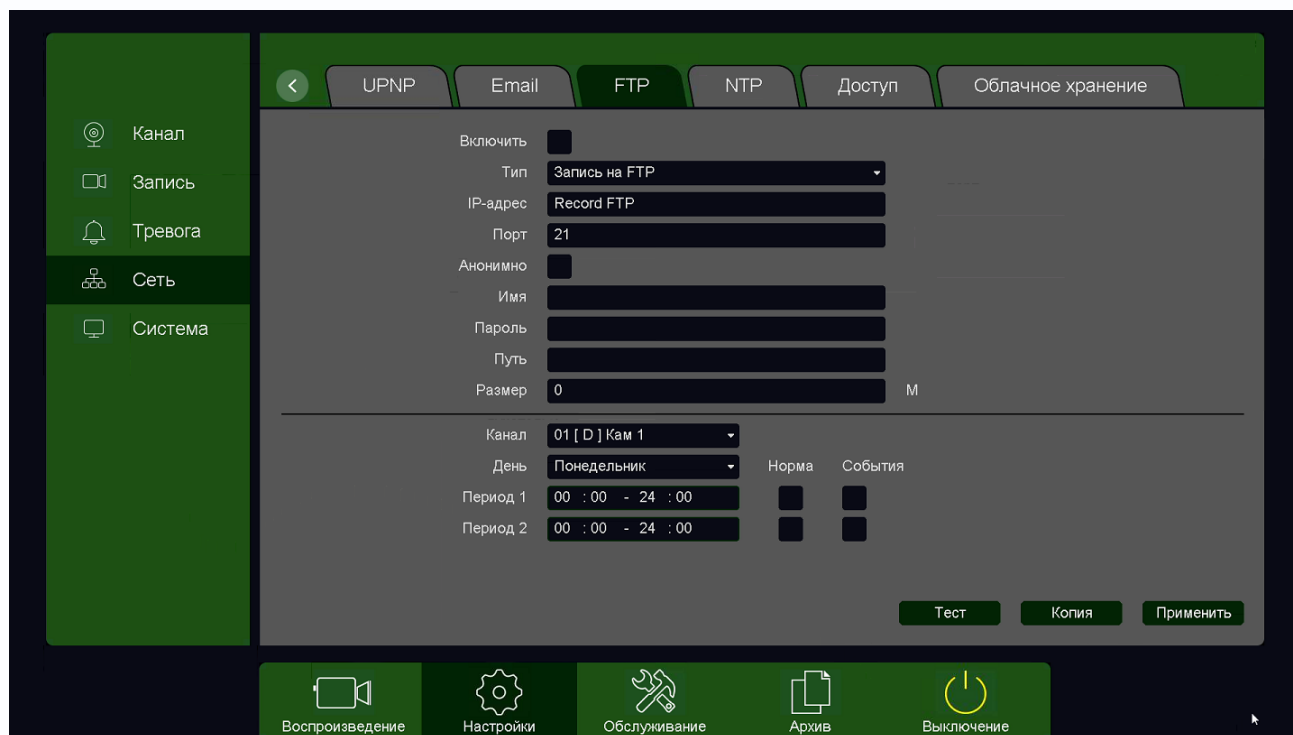 UPNP Email FTP NTP Доступ Облачное хранение
Канал
Запись
Тревога
Сеть
Система
Включить
Тип Запись на FTP
IP-адрес Record FTP
Порт 21
Анонимно
Имя
Пароль
Путь
Размер 0 M
Канал 01 [ D ] Кам 1
День Понедельник Норма События
Период 1 00 : 00 - 24 : 00
Период 2 00 : 00 - 24 : 00
Тест Копия Применить
Воспроизведение Настройки Обслуживание Архив Выключение